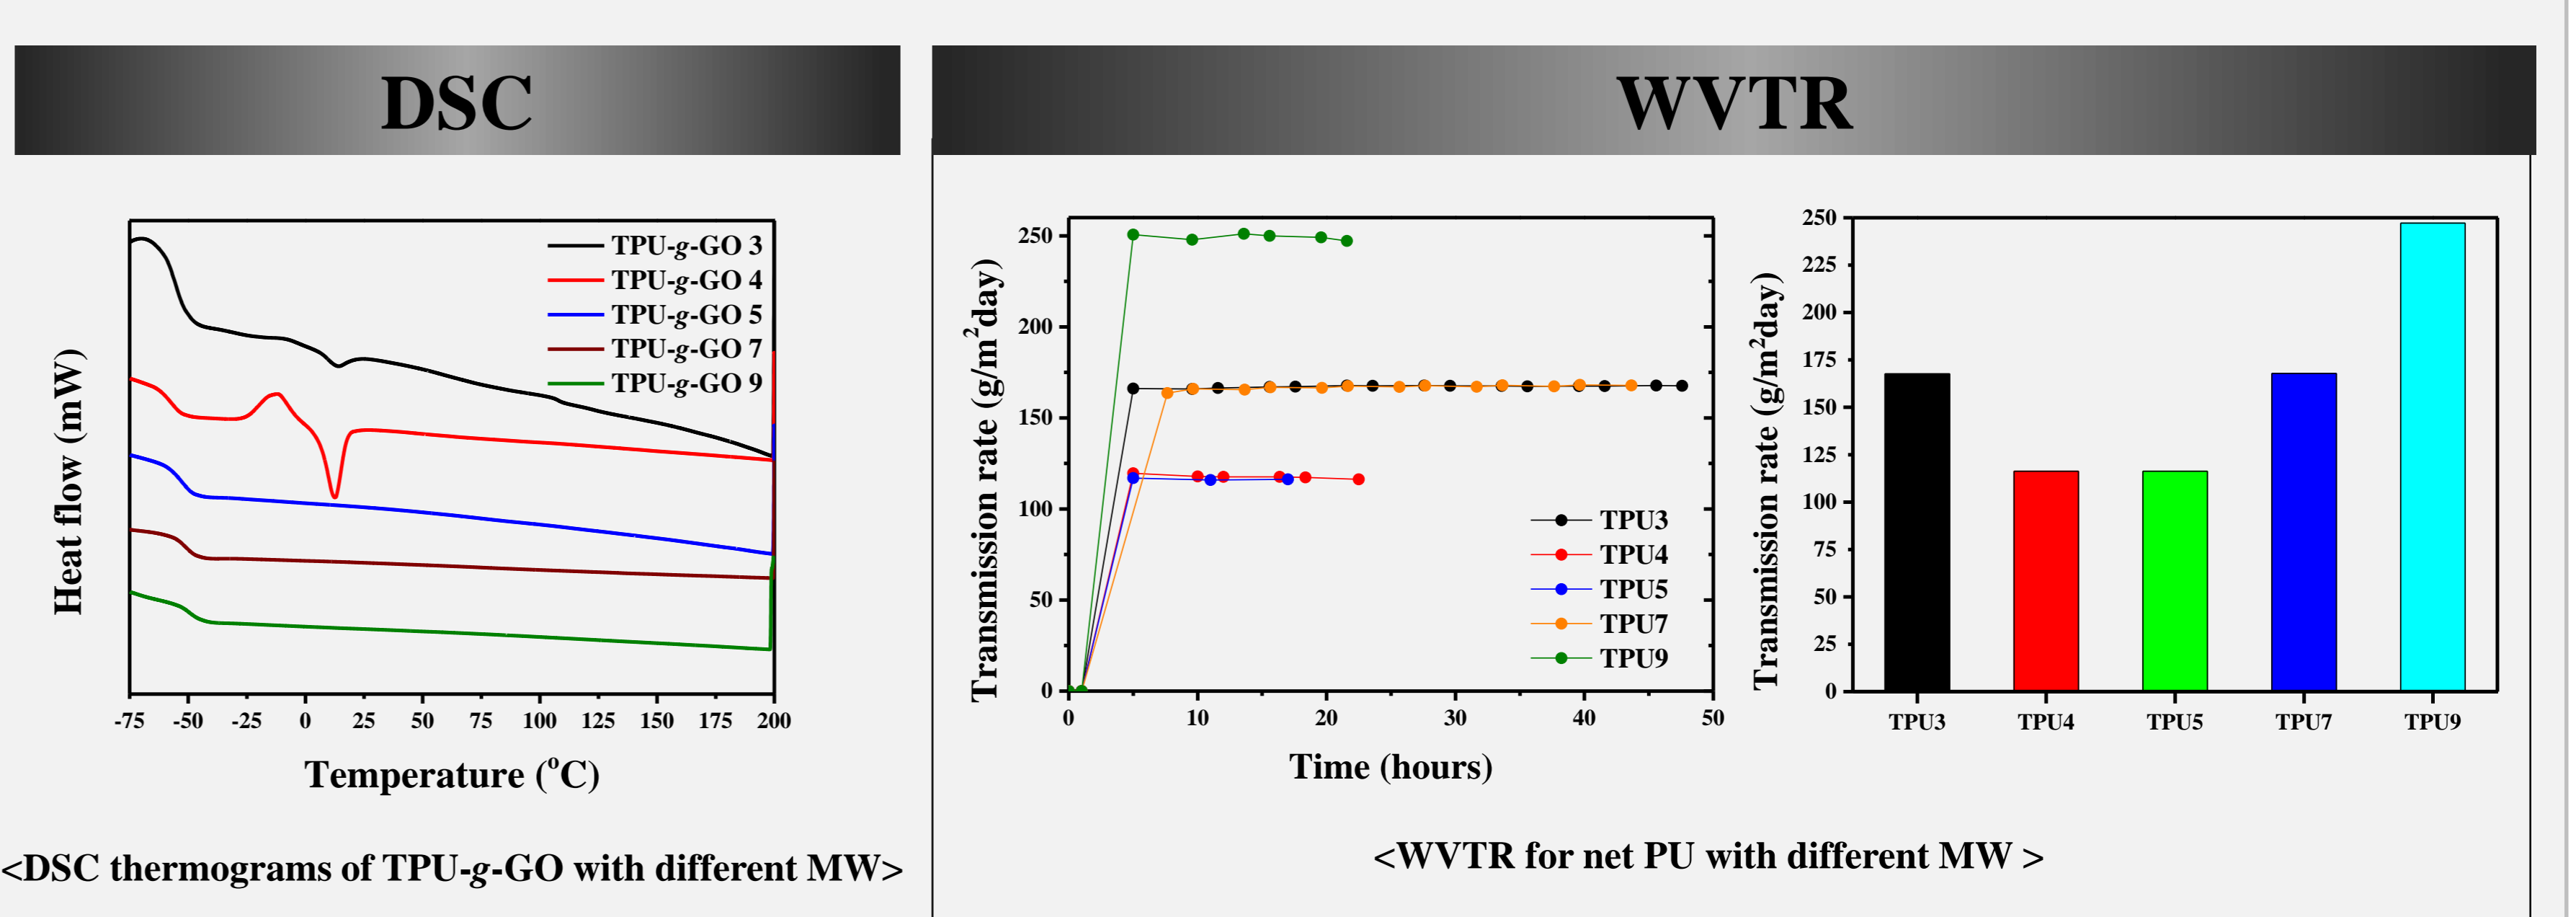 DSC
WVTR
TPU-g-GO 3
TPU-g-GO 4
TPU-g-GO 5
TPU-g-GO 7
TPU-g-GO 9
Heat flow (mW)
-75 -50 -25 0 25 50 75 100 125 150 175 200
Temperature (°C)
<DSC thermograms of TPU-g-GO with different MW>
Transmission rate (g/m²day)
250
200
150
100
50
0
TPU3
TPU4
TPU5
TPU7
TPU9
0 10 20 30 40 50
Time (hours)
Transmission rate (g/m²day)
250
225
200
175
150
125
100
75
50
25
0
TPU3 TPU4 TPU5 TPU7 TPU9
<WVTR for net PU with different MW >